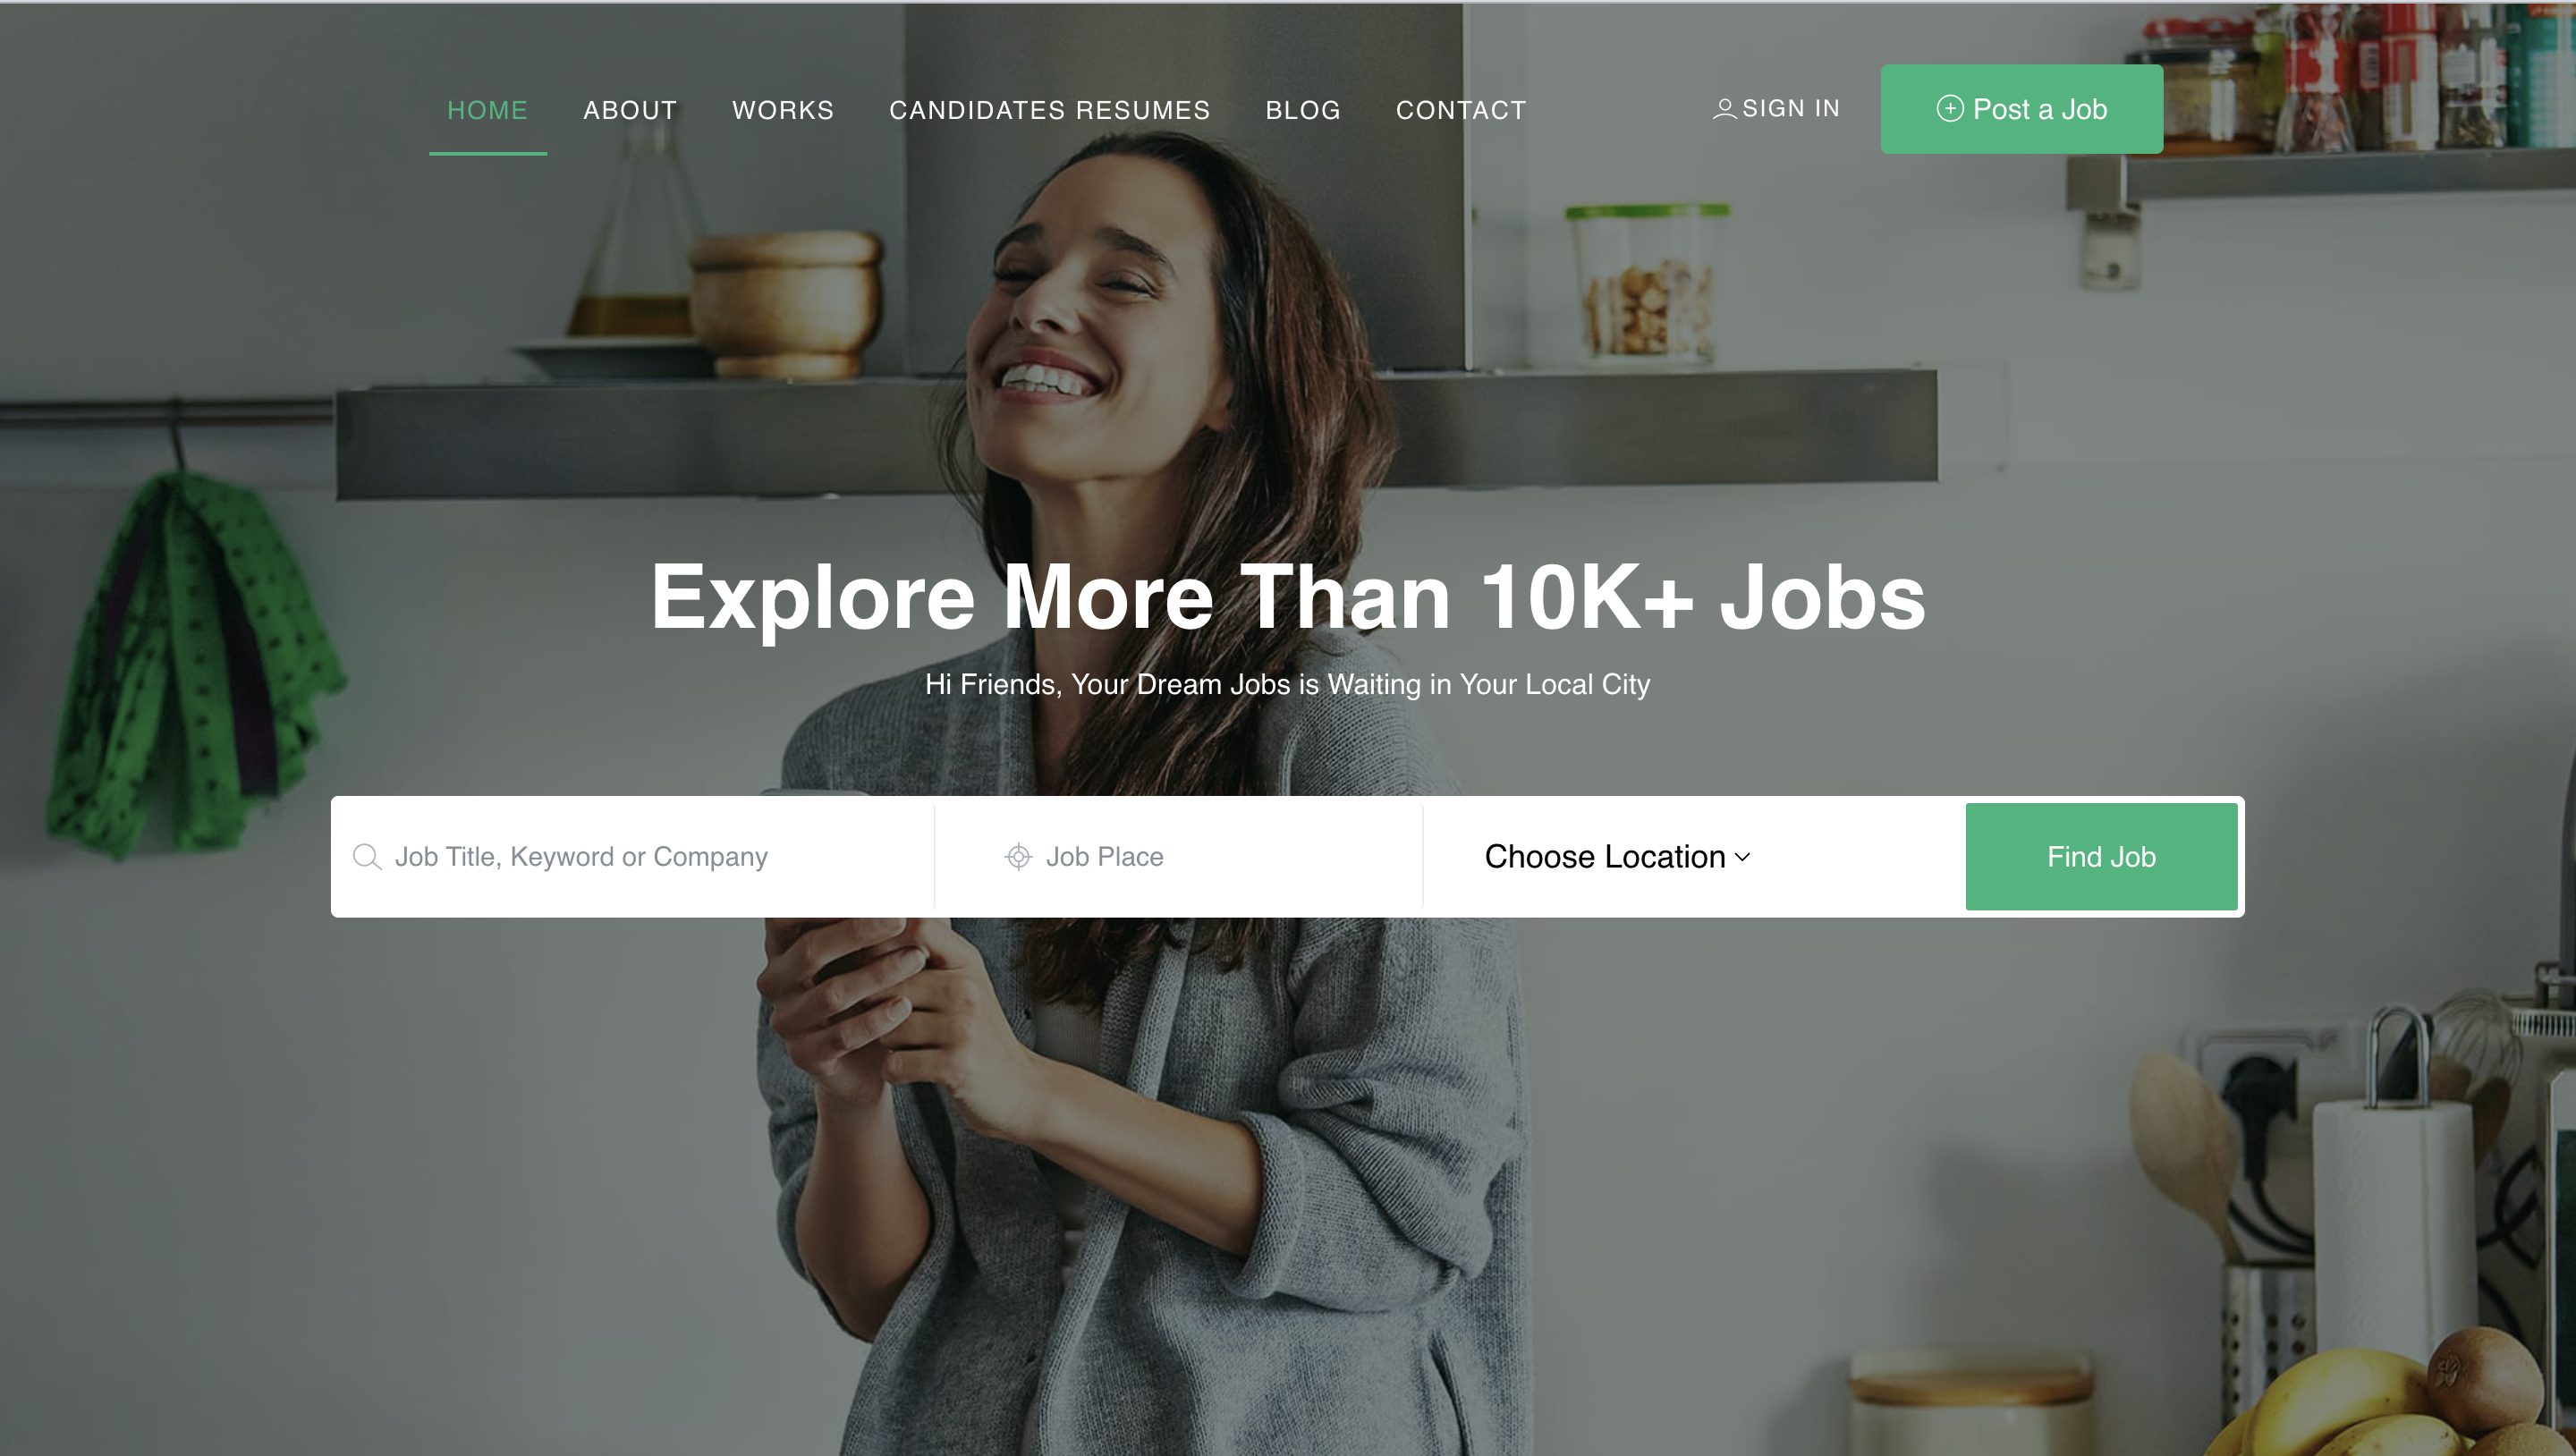 HOME ABOUT WORKS CANDIDATES RESUMES BLOG CONTACT SIGN IN Post a Job
Explore More Than 10K+ Jobs
Hi Friends, Your Dream Jobs is Waiting in Your Local City
Job Title, Keyword or Company Job Place Choose Location Find Job